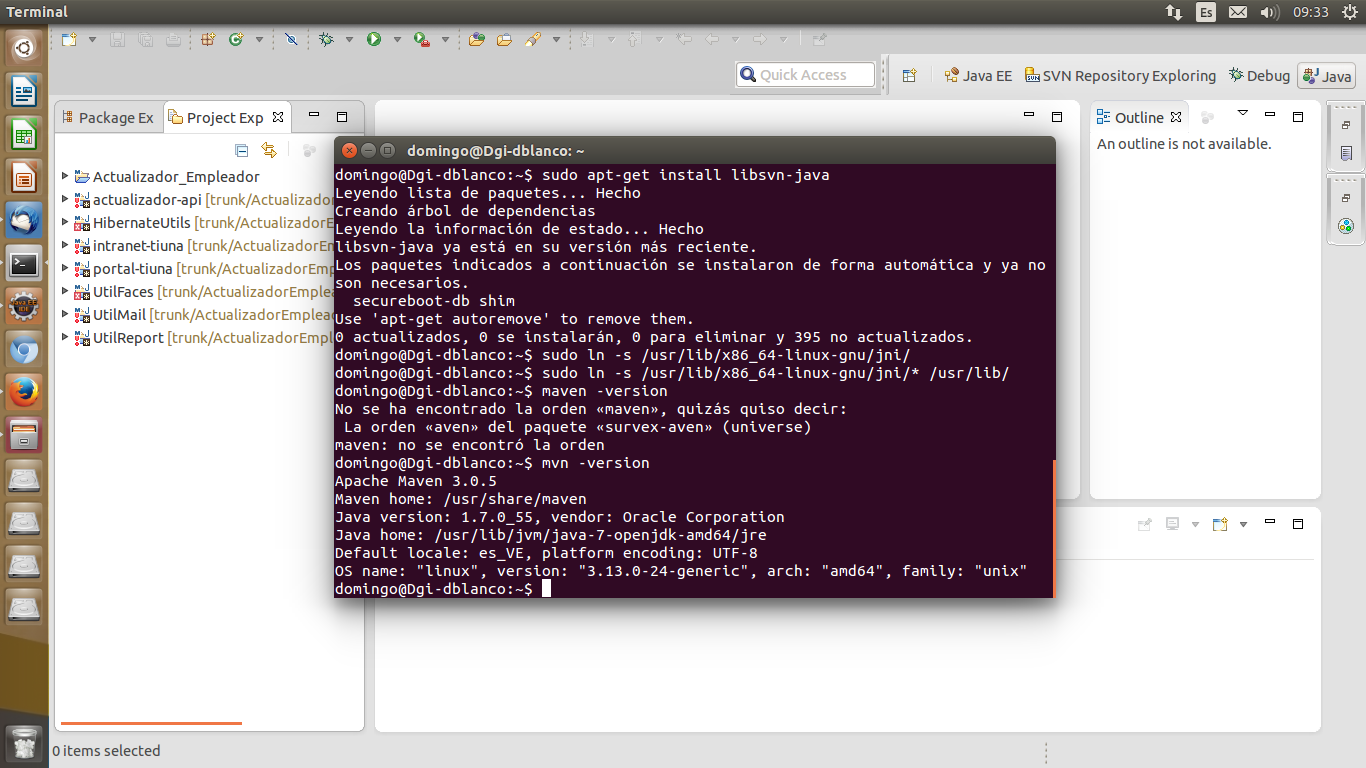 Terminal
Es
09:33
Quick Access
Java EE
SVN Repository Exploring
Debug
Java
Package Ex
Project Exp
Outline
An outline is not available.
Actualizador_Empleador
actualizador-api [trunk/Actualizador
HibernateUtils [trunk/ActualizadorE
intranet-tiuna [trunk/ActualizadorEm
portal-tiuna [trunk/ActualizadorEmp
UtilFaces [trunk/ActualizadorEmplea
UtilMail [trunk/ActualizadorEmplead
UtilReport [trunk/ActualizadorEmpl
domingo@Dgi-dblanco: ~
domingo@Dgi-dblanco:~$ sudo apt-get install libsvn-java
Leyendo lista de paquetes... Hecho
Creando árbol de dependencias
Leyendo la información de estado... Hecho
libsvn-java ya está en su versión más reciente.
Los paquetes indicados a continuación se instalaron de forma automática y ya no
son necesarios.
secureboot-db shim
Use 'apt-get autoremove' to remove them.
0 actualizados, 0 se instalarán, 0 para eliminar y 395 no actualizados.
domingo@Dgi-dblanco:~$ sudo ln -s /usr/lib/x86_64-linux-gnu/jni/
domingo@Dgi-dblanco:~$ sudo ln -s /usr/lib/x86_64-linux-gnu/jni/* /usr/lib/
domingo@Dgi-dblanco:~$ maven -version
No se ha encontrado la orden «maven», quizás quiso decir:
La orden «aven» del paquete «survex-aven» (universe)
maven: no se encontró la orden
domingo@Dgi-dblanco:~$ mvn -version
Apache Maven 3.0.5
Maven home: /usr/share/maven
Java version: 1.7.0_55, vendor: Oracle Corporation
Java home: /usr/lib/jvm/java-7-openjdk-amd64/jre
Default locale: es_VE, platform encoding: UTF-8
OS name: "linux", version: "3.13.0-24-generic", arch: "amd64", family: "unix"
domingo@Dgi-dblanco:~$
0 items selected